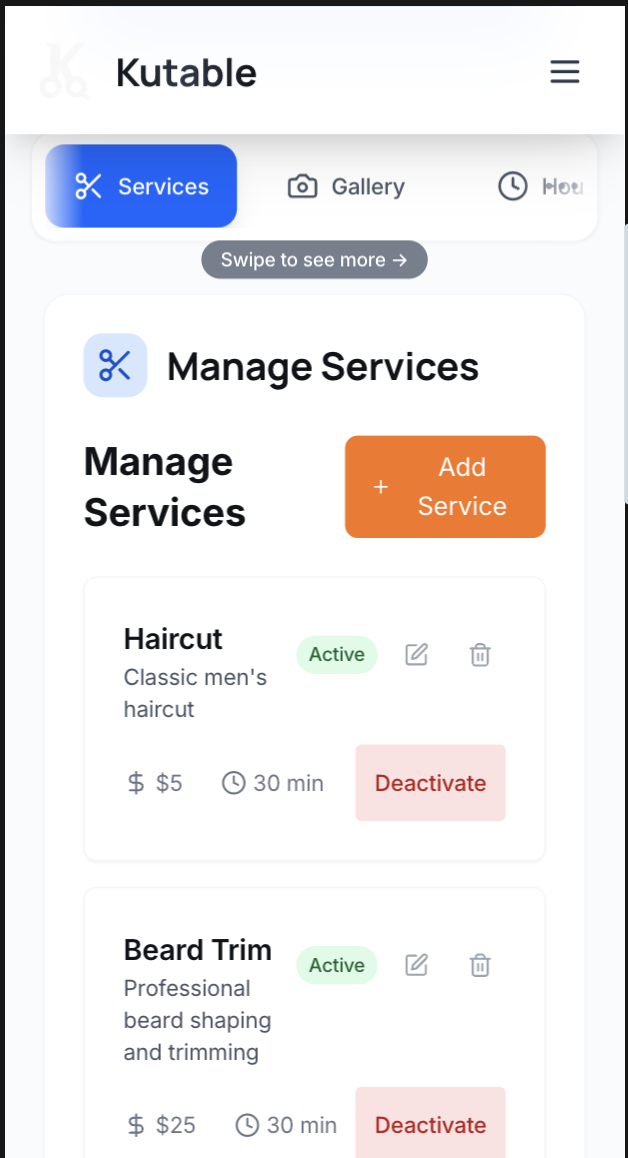 Kutable
Services
Gallery
Swipe to see more →
Manage Services
Manage
Services
+ Add
Service
Haircut
Active
Classic men's
haircut
$ $5
30 min
Deactivate
Beard Trim
Active
Professional
beard shaping
and trimming
$ $25
30 min
Deactivate